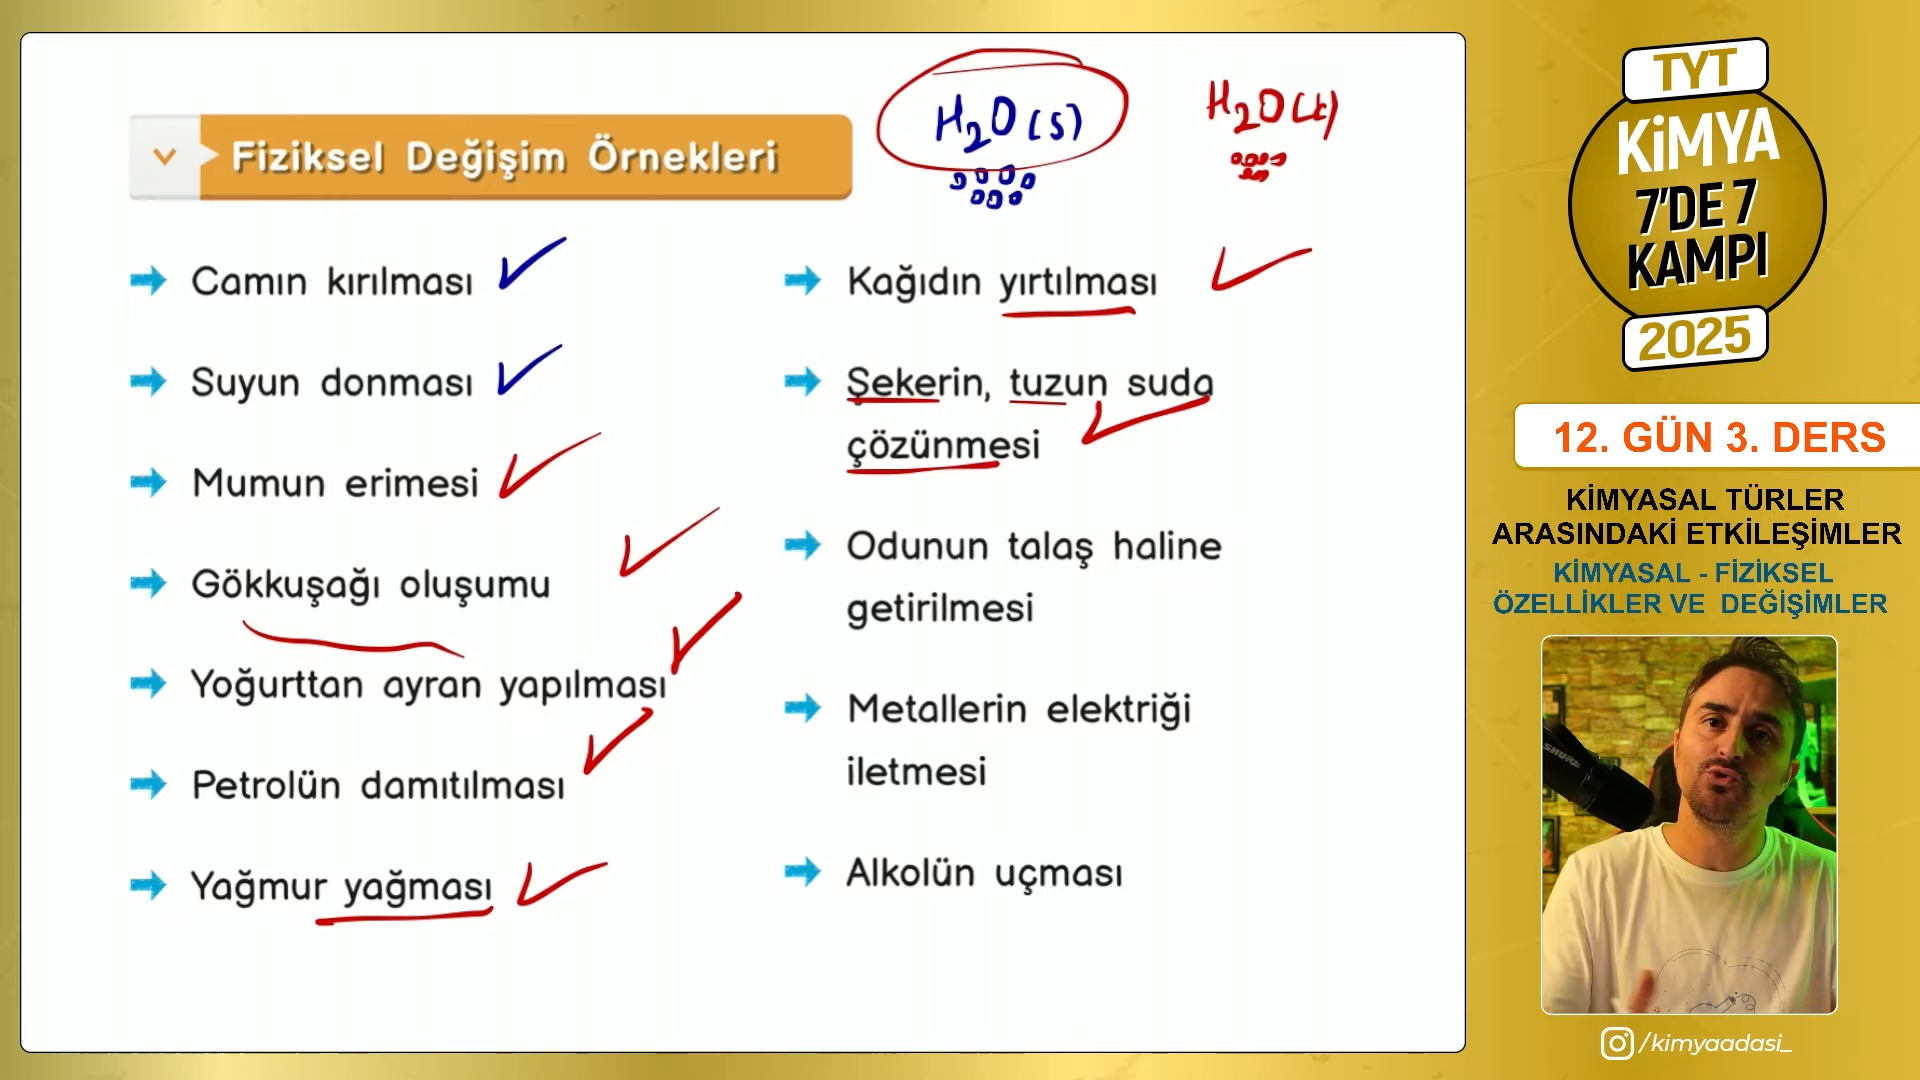 Fiziksel Değişim Örnekleri
H₂O(s)
H₂O(k)
Camın kırılması
Suyun donması
Mumun erimesi
Gökkuşağı oluşumu
Yoğurttan ayran yapılması
Petrolün damıtılması
Yağmur yağması
Kağıdın yırtılması
Şekerin, tuzun suda
çözünmesi
Odunun talaş haline
getirilmesi
Metallerin elektriği
iletmesi
Alkolün uçması
TYT
KiMYA
7'DE 7
KAMPI
2025
12. GÜN 3. DERS
KİMYASAL TÜRLER
ARASINDAKİ ETKİLEŞİMLER
KİMYASAL - FİZİKSEL
ÖZELLİKLER VE DEĞİŞİMLER
SHURE
/kimyaadasi_